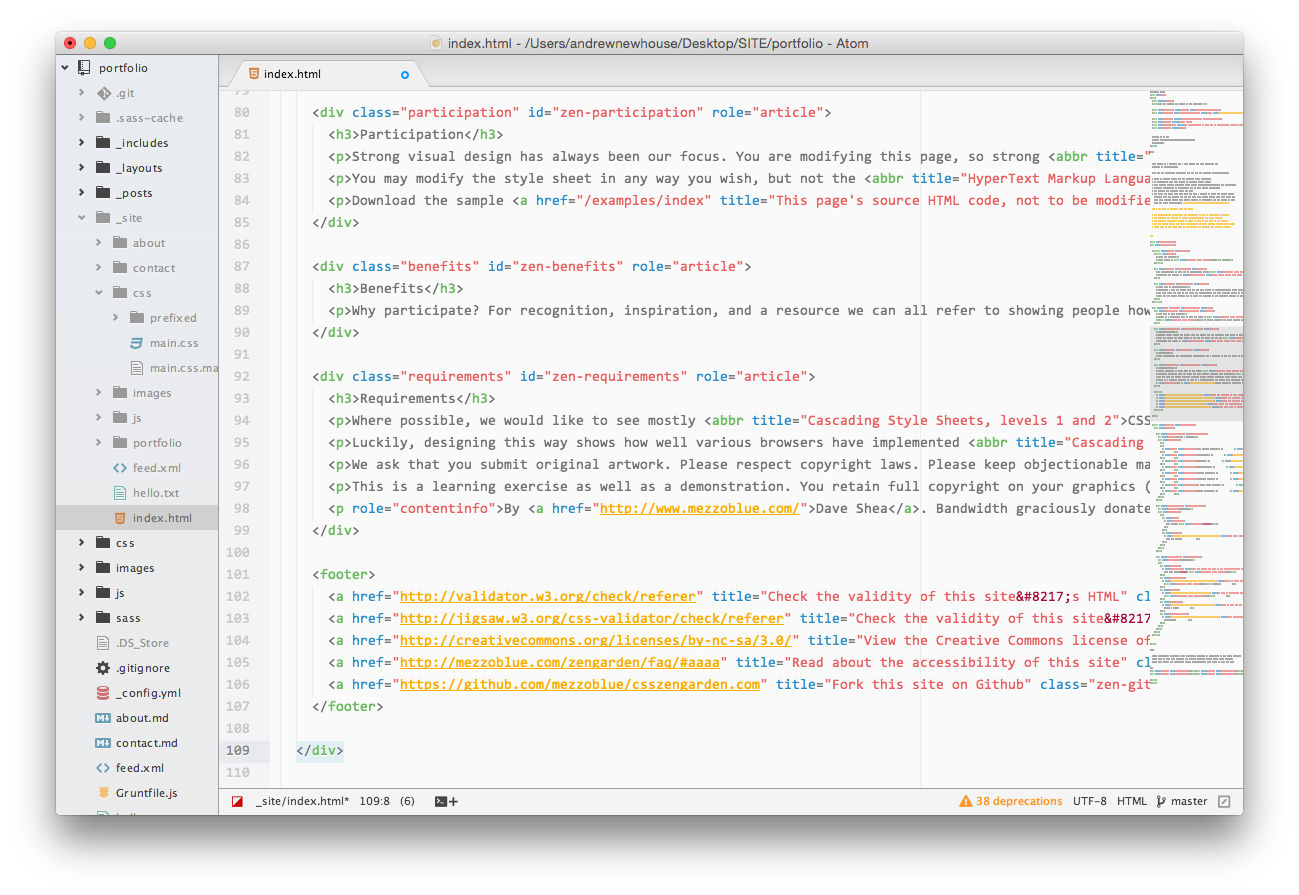 index.html - /Users/andrewnewhouse/Desktop/SITE/portfolio - Atom
portfolio
.git
.sass-cache
_includes
_layouts
_posts
_site
about
contact
css
prefixed
main.css
main.css.ma
images
js
portfolio
feed.xml
hello.txt
index.html
css
images
js
sass
.DS_Store
.gitignore
_config.yml
about.md
contact.md
feed.xml
Gruntfile.js
index.html
79
80 <div class="participation" id="zen-participation" role="article">
81 <h3>Participation</h3>
82 <p>Strong visual design has always been our focus. You are modifying this page, so strong <abbr title="
83 <p>You may modify the style sheet in any way you wish, but not the <abbr title="HyperText Markup Langua
84 <p>Download the sample <a href="/examples/index" title="This page's source HTML code, not to be modifie
85 </div>
86
87 <div class="benefits" id="zen-benefits" role="article">
88 <h3>Benefits</h3>
89 <p>Why participate? For recognition, inspiration, and a resource we can all refer to showing people how
90 </div>
91
92 <div class="requirements" id="zen-requirements" role="article">
93 <h3>Requirements</h3>
94 <p>Where possible, we would like to see mostly <abbr title="Cascading Style Sheets, levels 1 and 2">CSS
95 <p>Luckily, designing this way shows how well various browsers have implemented <abbr title="Cascading
96 <p>We ask that you submit original artwork. Please respect copyright laws. Please keep objectionable ma
97 <p>This is a learning exercise as well as a demonstration. You retain full copyright on your graphics (
98 <p role="contentinfo">By <a href="http://www.mezzoblue.com/">Dave Shea</a>. Bandwidth graciously donate
99 </div>
100
101 <footer>
102 <a href="http://validator.w3.org/check/referer" title="Check the validity of this site&#8217;s HTML" cl
103 <a href="http://jigsaw.w3.org/css-validator/check/referer" title="Check the validity of this site&#8217
104 <a href="http://creativecommons.org/licenses/by-nc-sa/3.0/" title="View the Creative Commons license of
105 <a href="http://mezzoblue.com/zengarden/faq/#aaaa" title="Read about the accessibility of this site" cl
106 <a href="https://github.com/mezzoblue/csszengarden.com" title="Fork this site on Github" class="zen-git
107 </footer>
108
109 </div>
110
_site/index.html* 109:8 (6)
38 deprecations UTF-8 HTML master